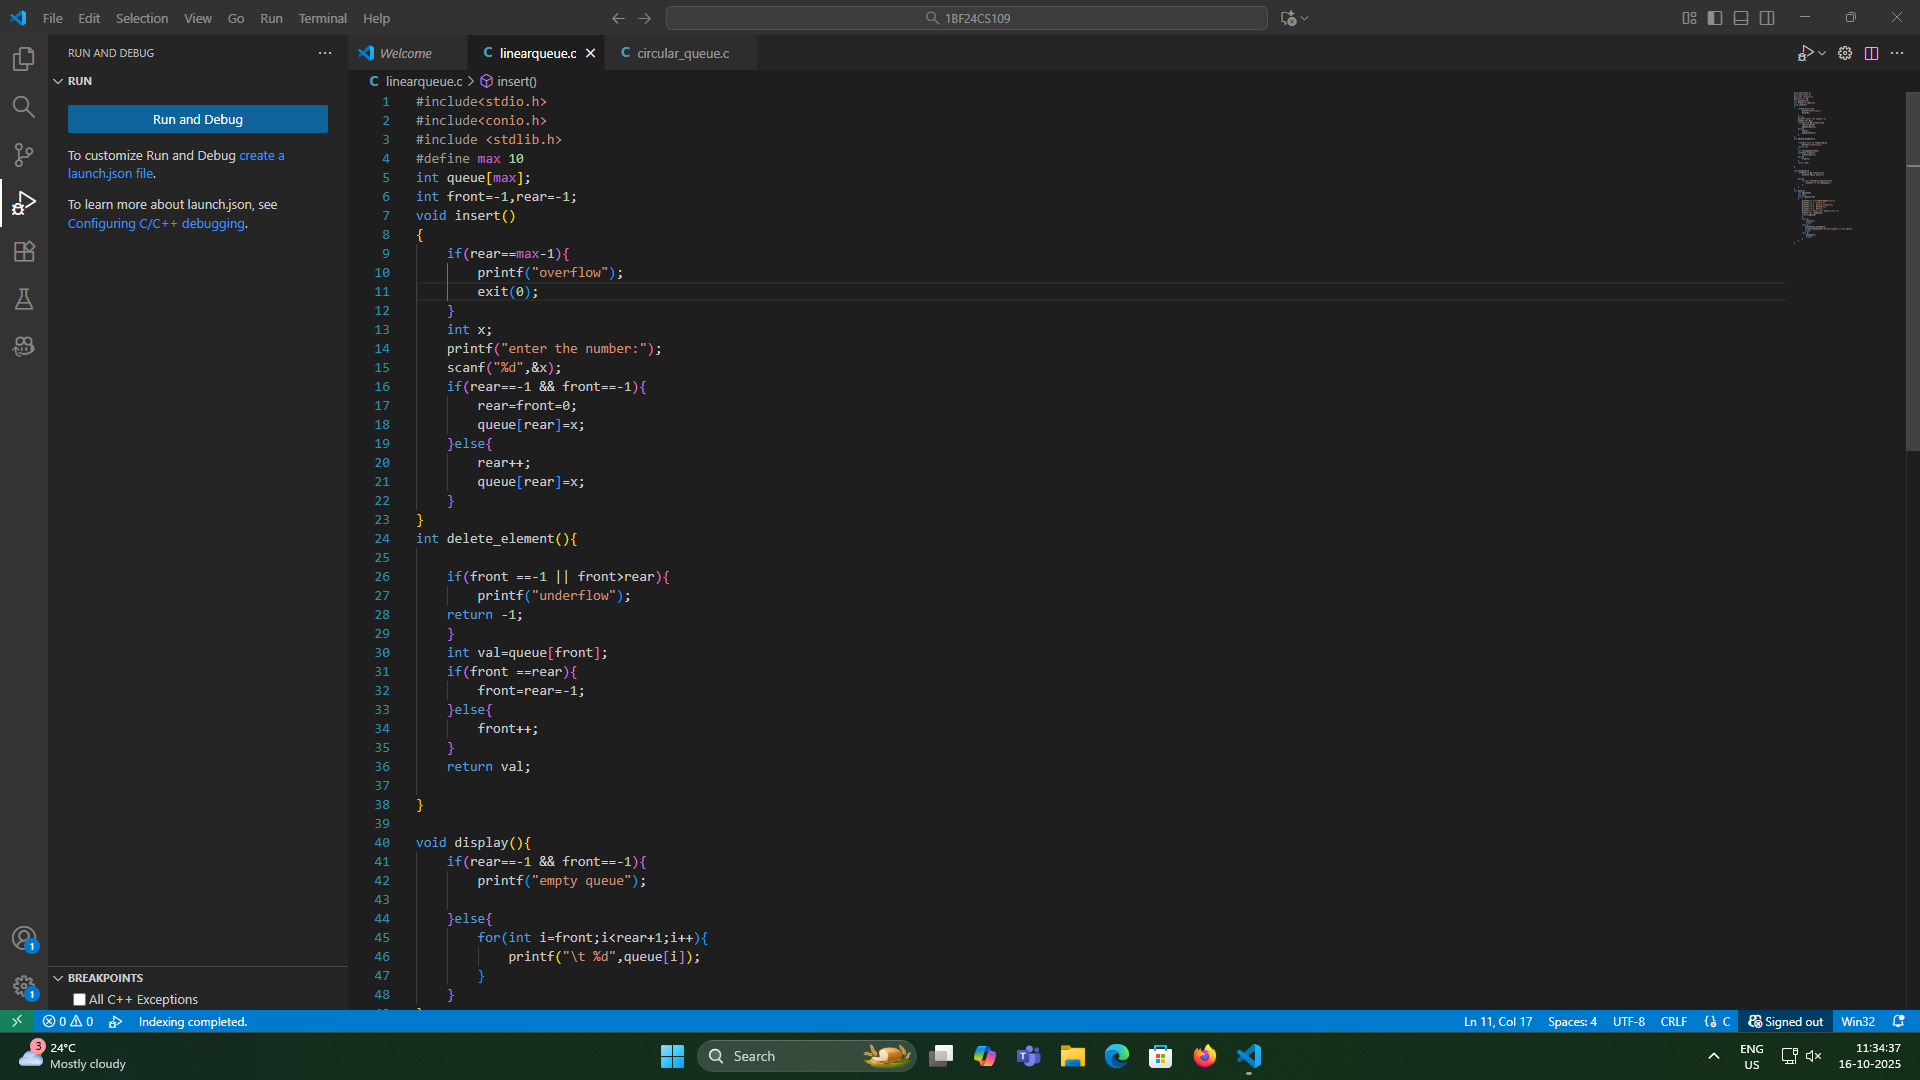 File Edit Selection View Go Run Terminal Help
1BF24CS109
RUN AND DEBUG
Welcome
linearqueue.c
circular_queue.c
RUN
Run and Debug
To customize Run and Debug create a
launch.json file.
To learn more about launch.json, see
Configuring C/C++ debugging.
BREAKPOINTS
All C++ Exceptions
linearqueue.c > insert()
1 #include<stdio.h>
2 #include<conio.h>
3 #include <stdlib.h>
4 #define max 10
5 int queue[max];
6 int front=-1,rear=-1;
7 void insert()
8 {
9 if(rear==max-1){
10 printf("overflow");
11 exit(0);
12 }
13 int x;
14 printf("enter the number:");
15 scanf("%d",&x);
16 if(rear==-1 && front==-1){
17 rear=front=0;
18 queue[rear]=x;
19 }else{
20 rear++;
21 queue[rear]=x;
22 }
23 }
24 int delete_element(){
25
26 if(front ==-1 || front>rear){
27 printf("underflow");
28 return -1;
29 }
30 int val=queue[front];
31 if(front ==rear){
32 front=rear=-1;
33 }else{
34 front++;
35 }
36 return val;
37
38 }
39
40 void display(){
41 if(rear==-1 && front==-1){
42 printf("empty queue");
43
44 }else{
45 for(int i=front;i<rear+1;i++){
46 printf("\t %d",queue[i]);
47 }
48 }
1
1
0 0 Indexing completed.
Ln 11, Col 17 Spaces: 4 UTF-8 CRLF {} C Signed out Win32
3
24°C
Mostly cloudy
Search
ENG
US
11:34:37
16-10-2025